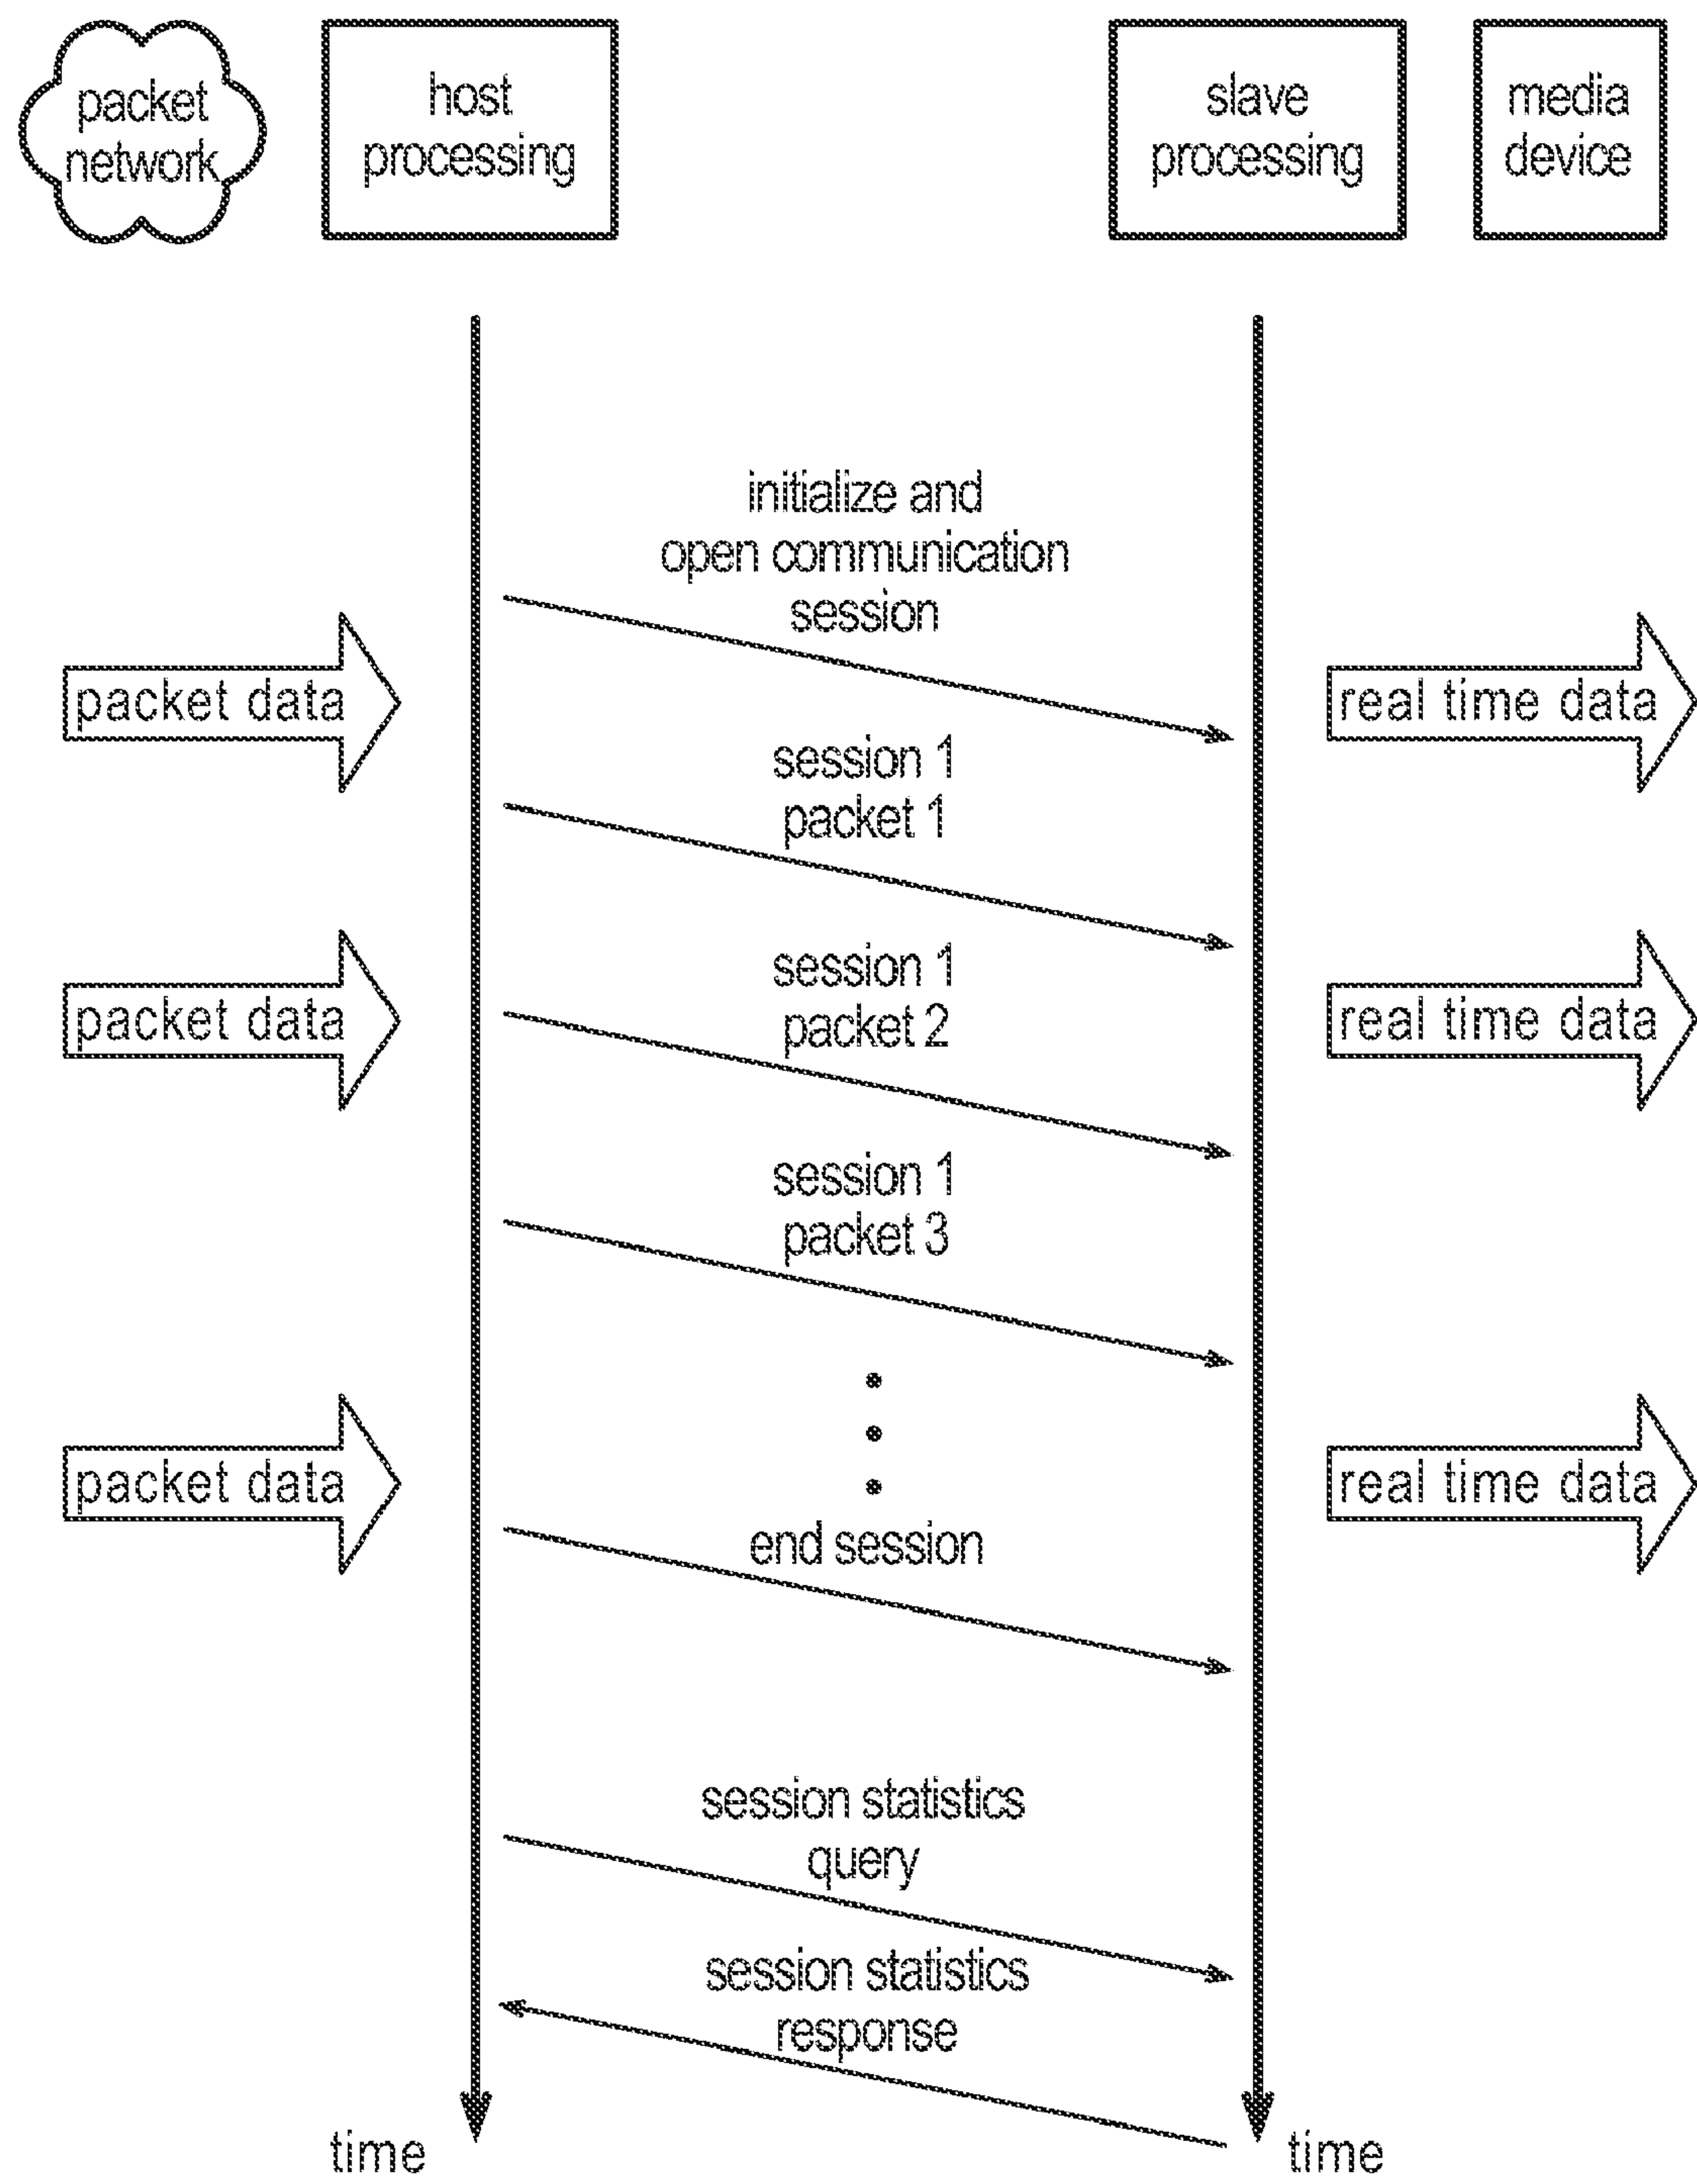 packet
network
host
processing
slave
processing
media
device
initialize and
open communication
session
packet data
real time data
session 1
packet 1
session 1
packet 2
packet data
real time data
session 1
packet 3
packet data
real time data
end session
session statistics
query
session statistics
response
time
time